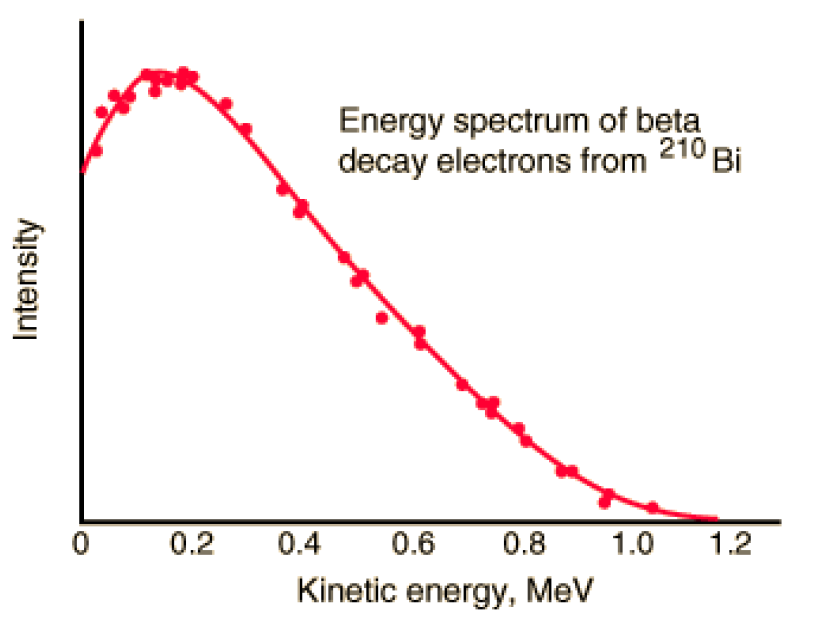 Energy spectrum of beta
decay electrons from ²¹⁰Bi
Intensity
0 0.2 0.4 0.6 0.8 1.0 1.2
Kinetic energy, MeV